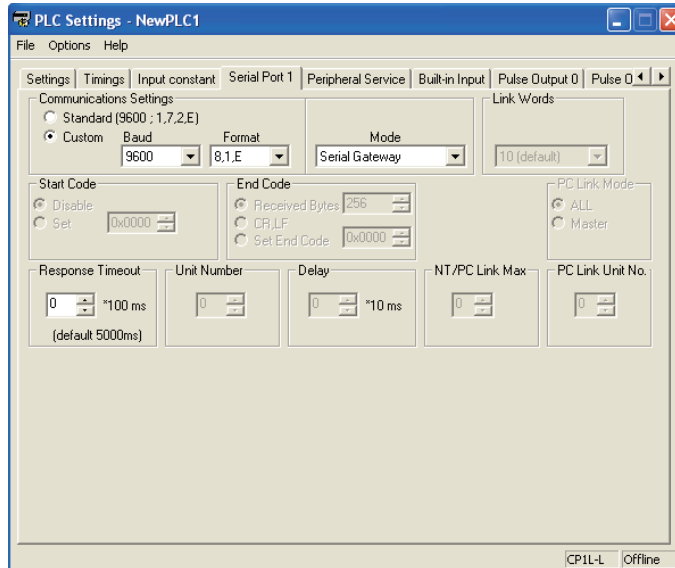 PLC Settings - NewPLC1
File Options Help
Settings Timings Input constant Serial Port 1 Peripheral Service Built-in Input Pulse Output 0 Pulse O
Communications Settings Link Words
Standard (9600 ; 1,7,2,E)
Custom Baud Format Mode
9600 8,1,E Serial Gateway 10 (default)
Start Code End Code PC Link Mode
Disable Received Bytes 256 ALL
Set 0x0000 CR,LF Master
Set End Code 0x0000
Response Timeout Unit Number Delay NT/PC Link Max PC Link Unit No.
0 *100 ms 0 0 *10 ms 0 0
(default 5000ms)
CP1L-L Offline